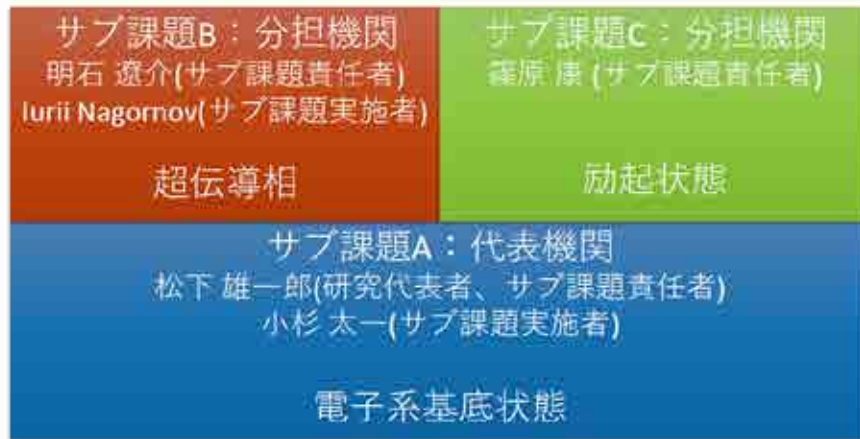 サブ課題B：分担機関
明石 遼介(サブ課題責任者)
Iurii Nagornov(サブ課題実施者)
超伝導相
サブ課題C：分担機関
篠原 康 (サブ課題責任者)
励起状態
サブ課題A：代表機関
松下 雄一郎(研究代表者、サブ課題責任者)
小杉 太一(サブ課題実施者)
電子系基底状態